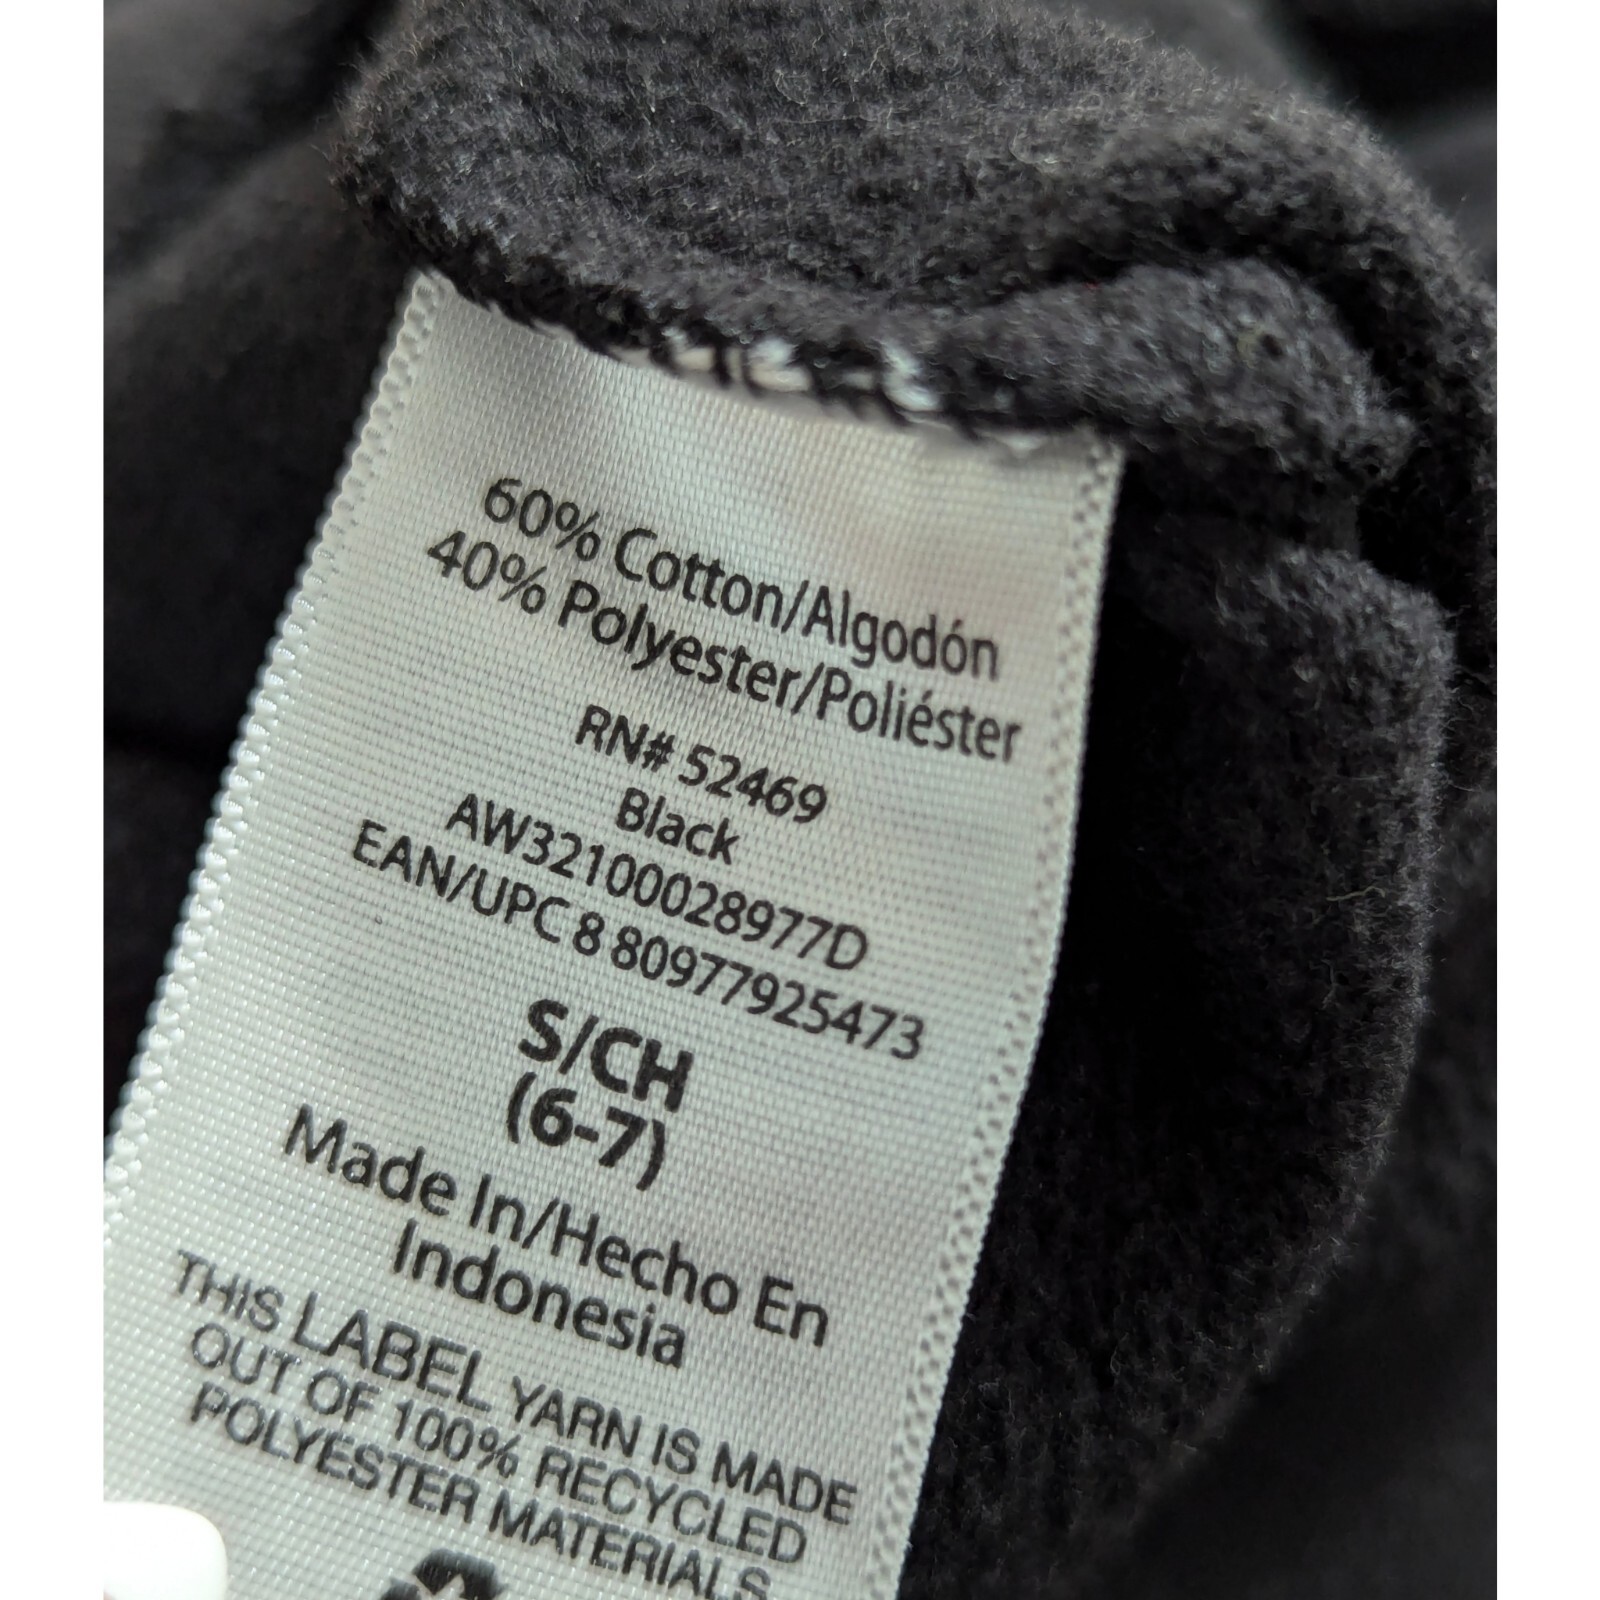 60% Cotton/Algodón
40% Polyester/Poliéster
RN# 52469
Black
AW32100028977D
EAN/UPC 8 80977925473
S/CH
(6-7)
Made In/Hecho En
Indonesia
THIS LABEL YARN IS MADE
OUT OF 100% RECYCLED
POLYESTER MATERIALS